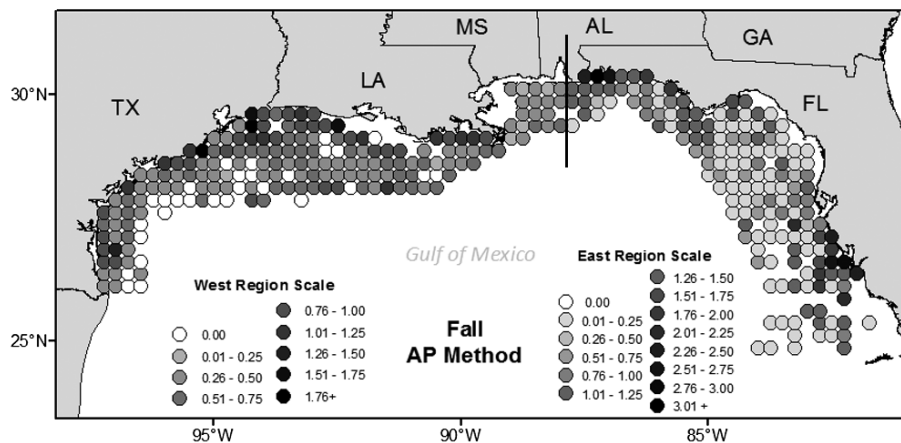 MS
AL
GA
30°N
TX
LA
FL
Gulf of Mexico
West Region Scale
0.00
0.01 - 0.25
0.26 - 0.50
0.51 - 0.75
0.76 - 1.00
1.01 - 1.25
1.26 - 1.50
1.51 - 1.75
1.76+
Fall
AP Method
East Region Scale
0.00
0.01 - 0.25
0.26 - 0.50
0.51 - 0.75
0.76 - 1.00
1.01 - 1.25
1.26 - 1.50
1.51 - 1.75
1.76 - 2.00
2.01 - 2.25
2.26 - 2.50
2.51 - 2.75
2.76 - 3.00
3.01 +
25°N
95°W
90°W
85°W